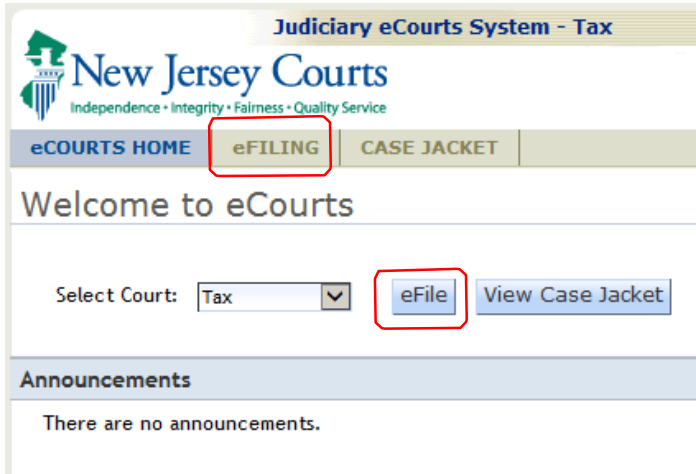 Judiciary eCourts System - Tax
New Jersey Courts
Independence • Integrity • Fairness • Quality Service
eCOURTS HOME eFILING CASE JACKET
Welcome to eCourts
Select Court: Tax eFile View Case Jacket
Announcements
There are no announcements.